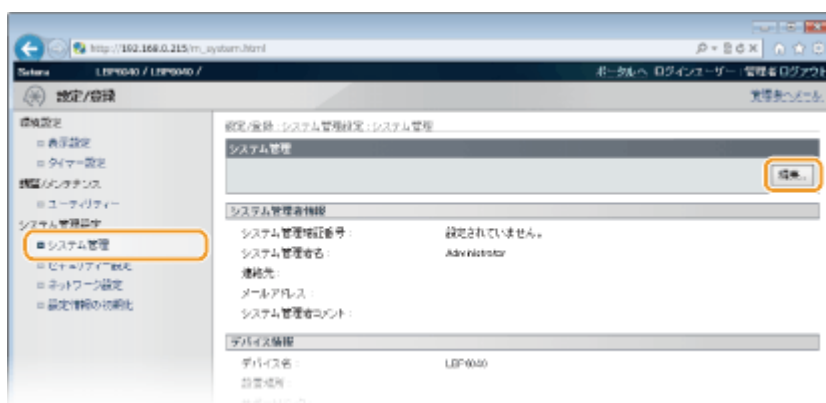 http://192.168.0.215/m_system.html
Satera LBP6040 / LBP6040 /
ポータルへ ログインユーザー: 管理者 ログアウト
設定/登録
管理者へメール
環境設定
表示設定
タイマー設定
調整/メンテナンス
ユーティリティー
システム管理設定
システム管理
セキュリティー設定
ネットワーク設定
設定情報の初期化
設定/登録 : システム管理設定 : システム管理
システム管理
編集...
システム管理者情報
システム管理暗証番号 : 設定されていません。
システム管理者名 : Administrator
連絡先 :
メールアドレス :
システム管理者コメント :
デバイス情報
デバイス名 : LBP6040
設置場所 :